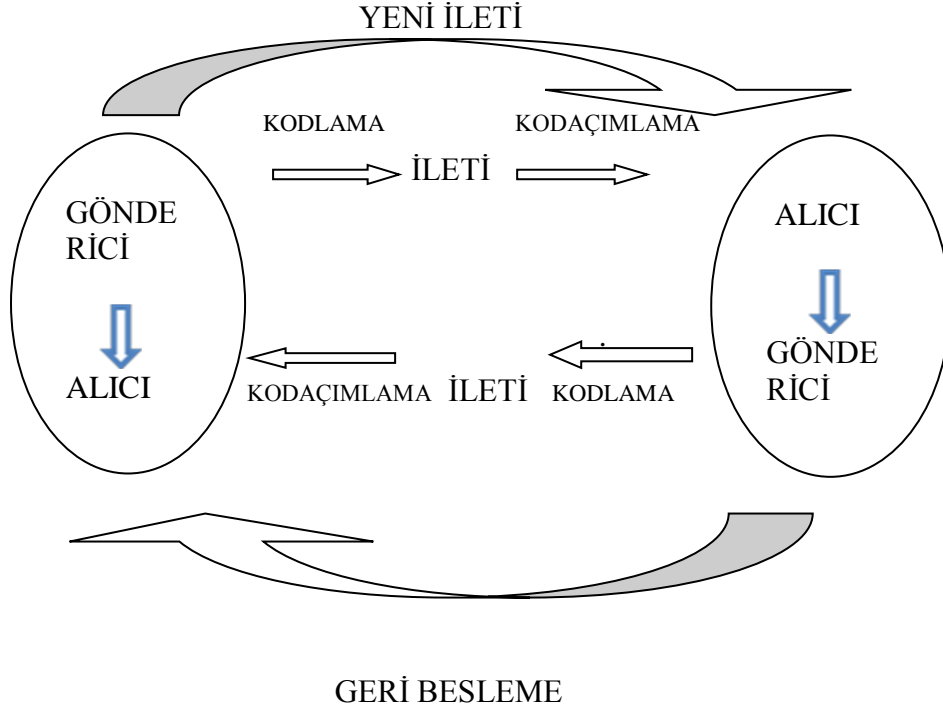 YENİ İLETİ
KODLAMA
KODAÇIMLAMA
İLETİ
GÖNDE
RİCİ
ALICI
ALICI
GÖNDE
RİCİ
KODAÇIMLAMA İLETİ KODLAMA
GERİ BESLEME